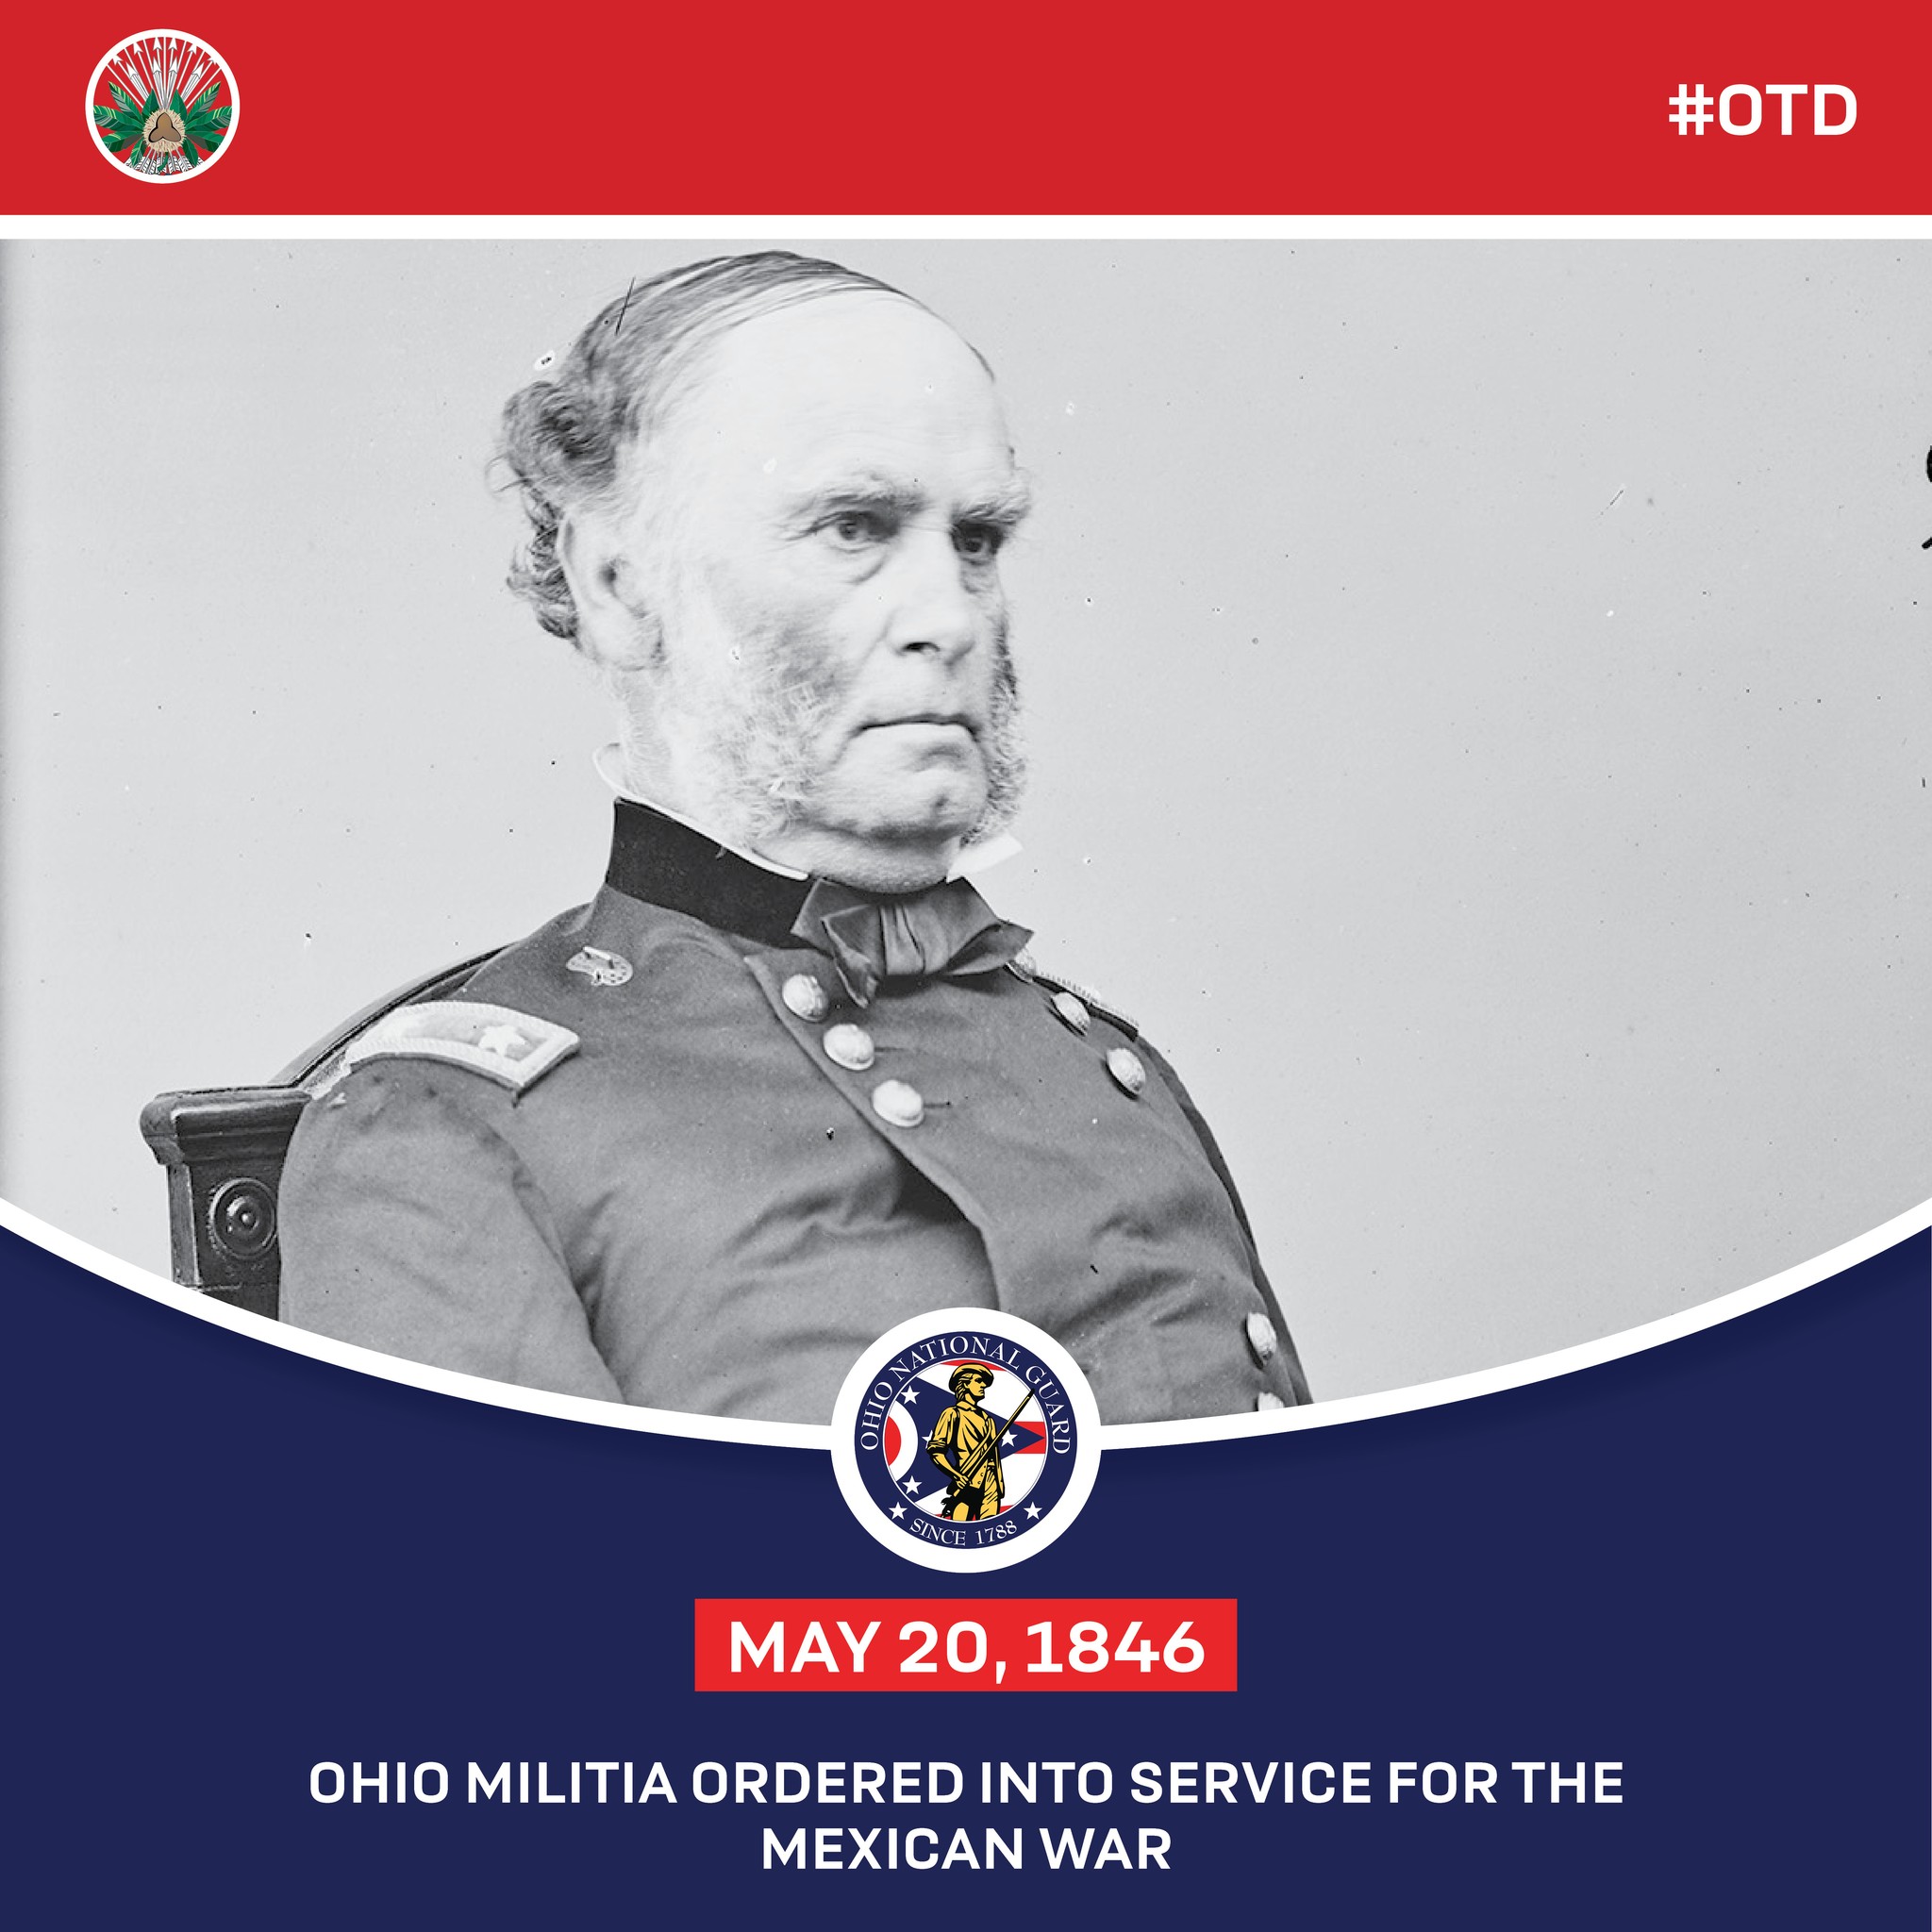 #OTD
OHIO NATIONAL GUARD
SINCE 1788
MAY 20, 1846
OHIO MILITIA ORDERED INTO SERVICE FOR THE
MEXICAN WAR